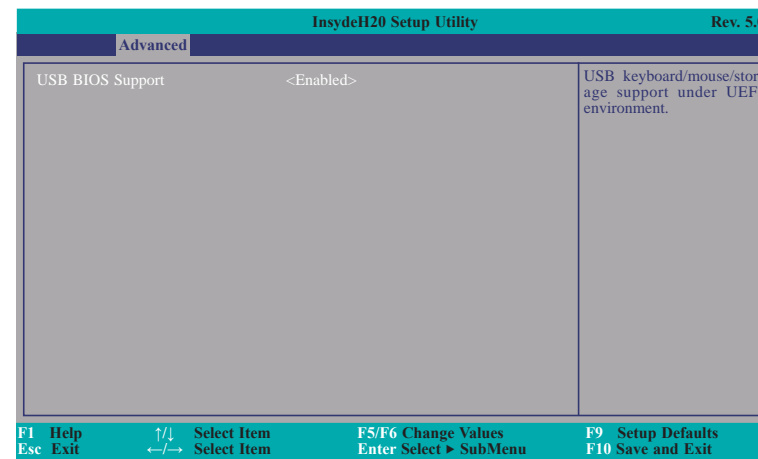 InsydeH20 Setup Utility Rev. 5.
Advanced
USB BIOS Support <Enabled>
USB keyboard/mouse/stor
age support under UEF
environment.
F1 Help ↑/↓ Select Item F5/F6 Change Values F9 Setup Defaults
Esc Exit ←/→ Select Item Enter Select ▶ SubMenu F10 Save and Exit